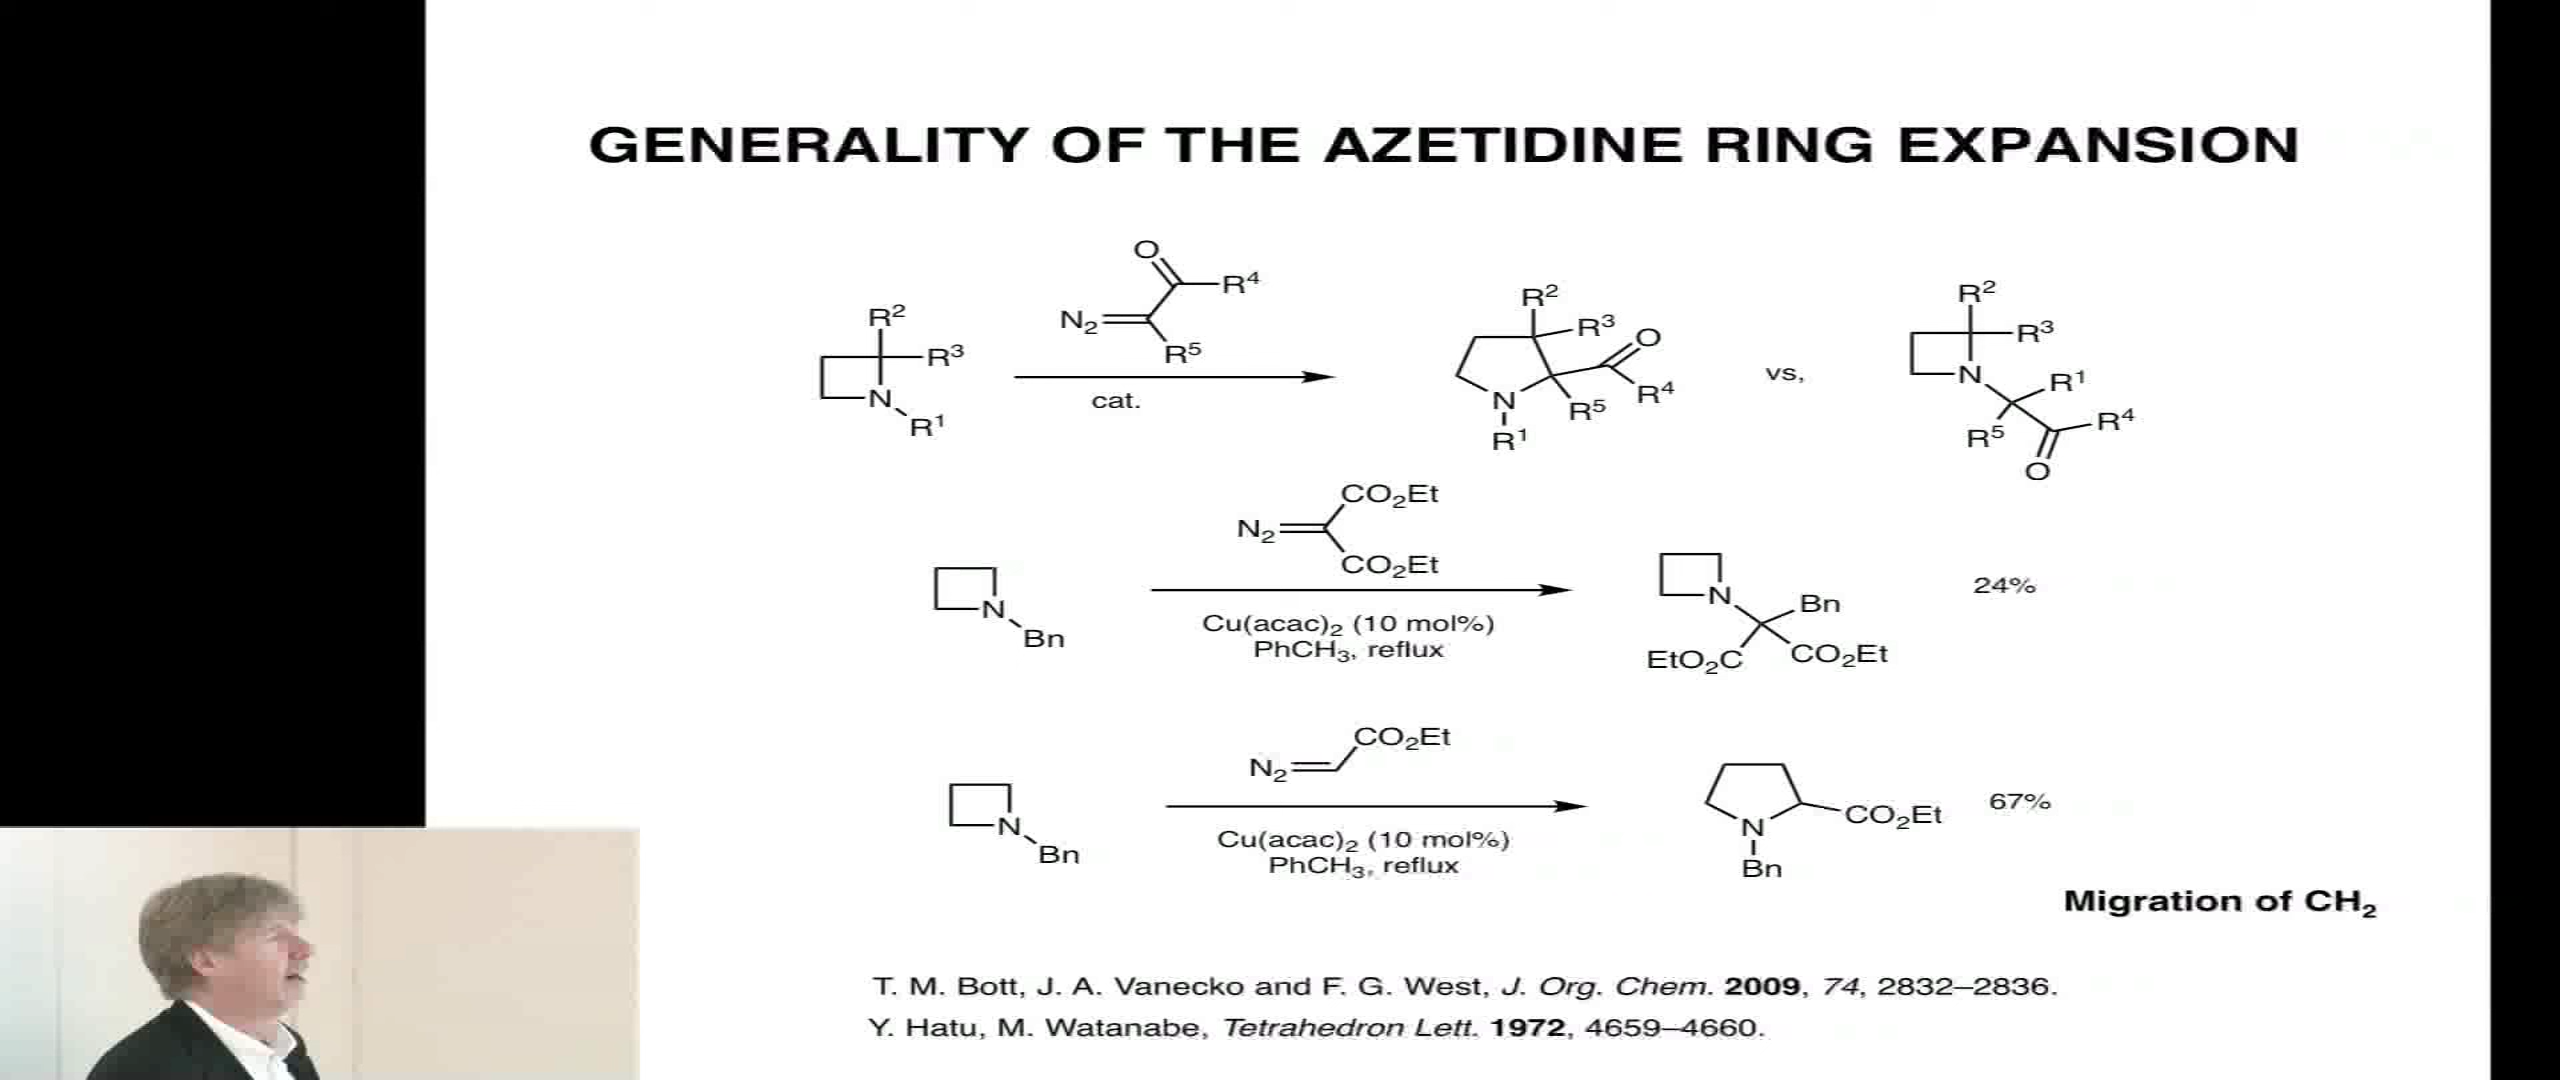 GENERALITY OF THE AZETIDINE RING EXPANSION
O
R⁴
N₂
R⁵
cat.
R²
R³
N
R¹
R²
R³
O
R⁴
R⁵
N
R¹
vs,
R²
R³
N
R¹
R⁵
R⁴
O
CO₂Et
N₂
CO₂Et
N
Bn
Cu(acac)₂ (10 mol%)
PhCH₃, reflux
N
Bn
EtO₂C
CO₂Et
24%
CO₂Et
N₂
N
Bn
Cu(acac)₂ (10 mol%)
PhCH₃, reflux
N
CO₂Et
Bn
67%
Migration of CH₂
T. M. Bott, J. A. Vanecko and F. G. West, J. Org. Chem. 2009, 74, 2832–2836.
Y. Hatu, M. Watanabe, Tetrahedron Lett. 1972, 4659–4660.